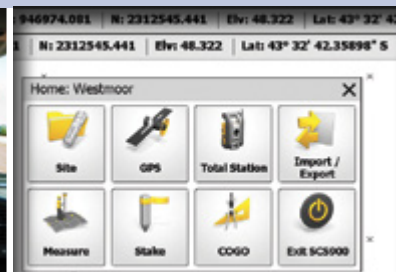 946974.081 N: 2312545.441 Elv: 48.322 Lat: 43° 32' 4
N: 2312545.441 Elv: 48.322 Lat: 43° 32' 42.35898" S
Home: Westmoor
Site GPS Total Station Import / Export
Measure Stake COGO Exit SCS900